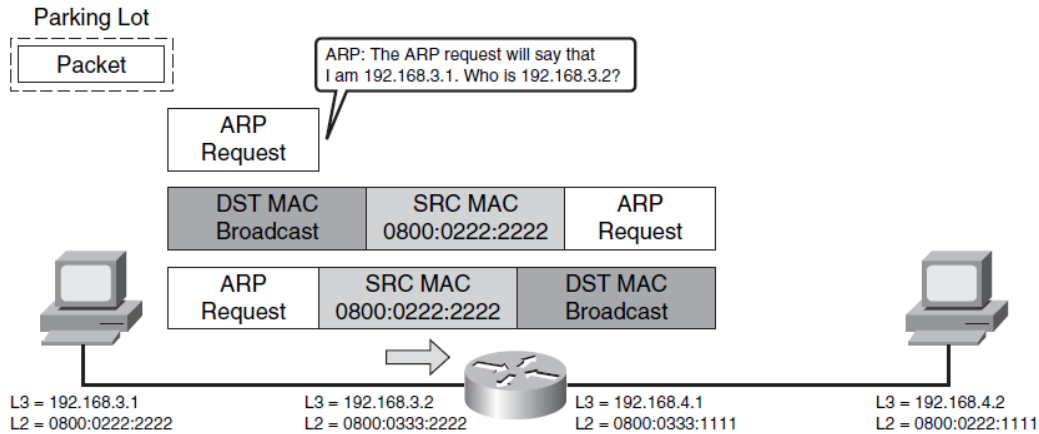 Parking Lot
Packet
ARP: The ARP request will say that
I am 192.168.3.1. Who is 192.168.3.2?
ARP
Request
DST MAC
Broadcast
SRC MAC
0800:0222:2222
ARP
Request
ARP
Request
SRC MAC
0800:0222:2222
DST MAC
Broadcast
L3 = 192.168.3.1
L2 = 0800:0222:2222
L3 = 192.168.3.2
L2 = 0800:0333:2222
L3 = 192.168.4.1
L2 = 0800:0333:1111
L3 = 192.168.4.2
L2 = 0800:0222:1111